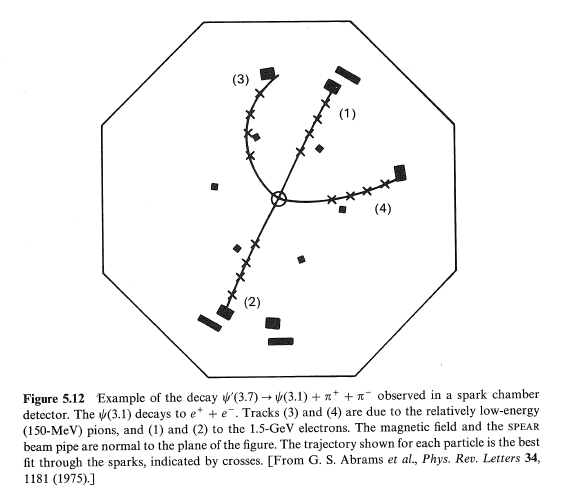 (3)
(1)
(4)
(2)
Figure 5.12 Example of the decay ψ′(3.7) → ψ(3.1) + π⁺ + π⁻ observed in a spark chamber
detector. The ψ(3.1) decays to e⁺ + e⁻. Tracks (3) and (4) are due to the relatively low-energy
(150-MeV) pions, and (1) and (2) to the 1.5-GeV electrons. The magnetic field and the SPEAR
beam pipe are normal to the plane of the figure. The trajectory shown for each particle is the best
fit through the sparks, indicated by crosses. [From G. S. Abrams et al., Phys. Rev. Letters 34,
1181 (1975).]